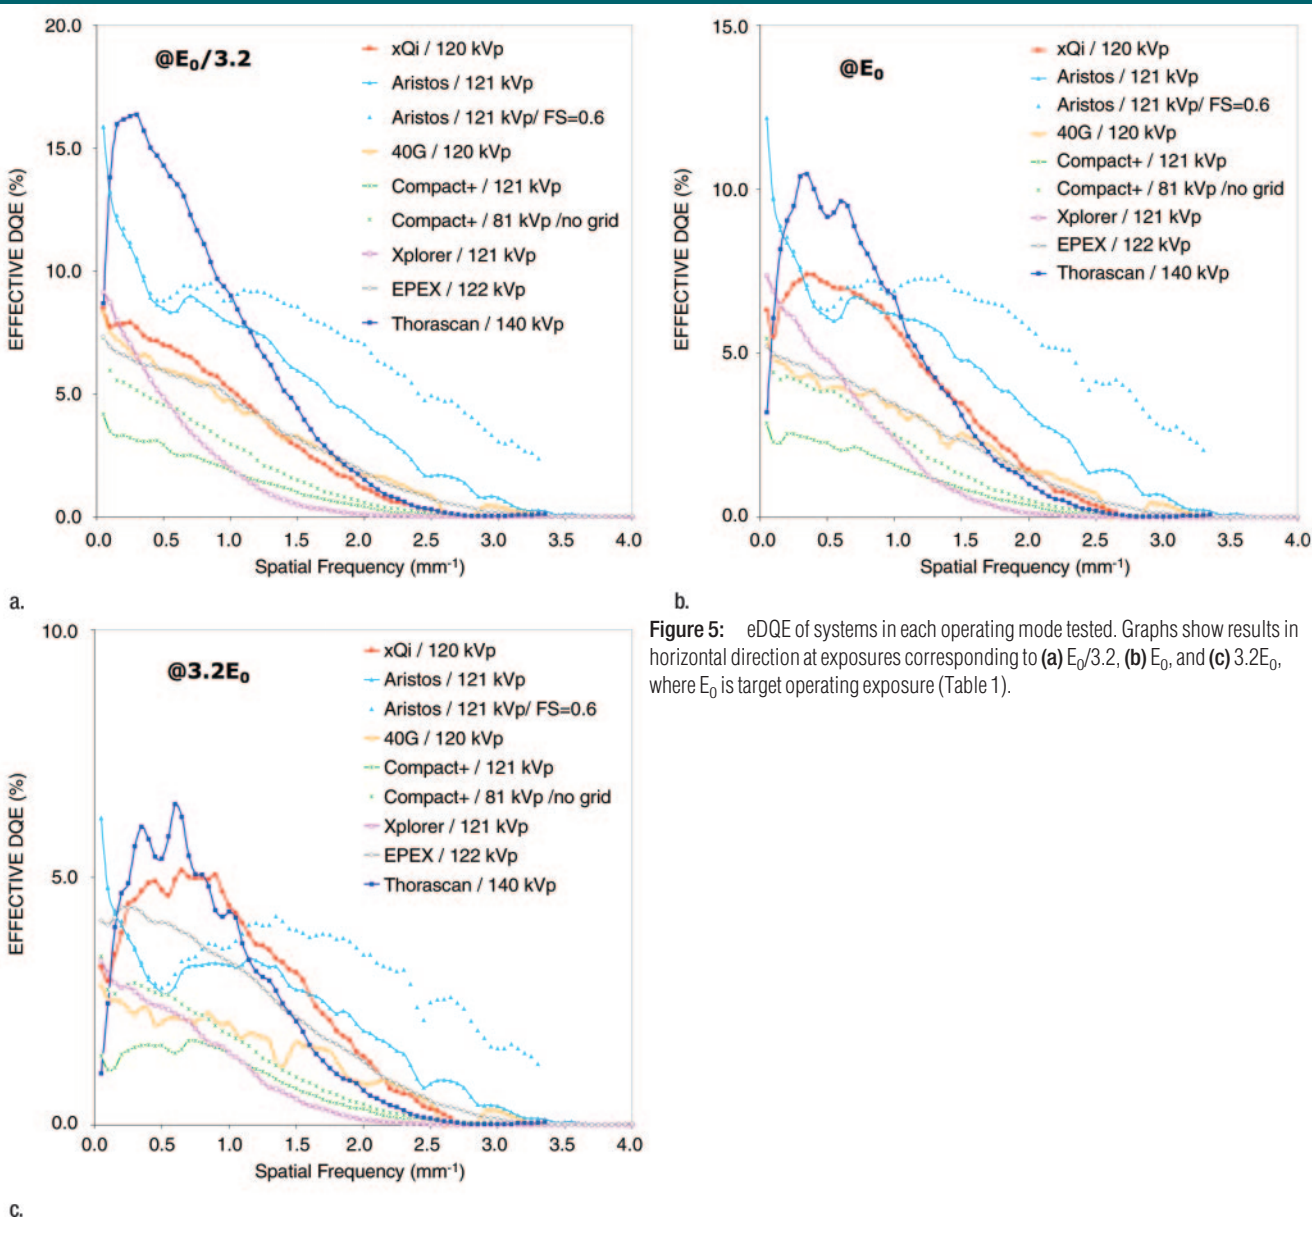 20.0
15.0
10.0
5.0
0.0
EFFECTIVE DQE (%)
@E0/3.2
xQi / 120 kVp
Aristos / 121 kVp
Aristos / 121 kVp/ FS=0.6
40G / 120 kVp
Compact+ / 121 kVp
Compact+ / 81 kVp /no grid
Xplorer / 121 kVp
EPEX / 122 kVp
Thorascan / 140 kVp
0.0 0.5 1.0 1.5 2.0 2.5 3.0 3.5 4.0
Spatial Frequency (mm-1)
a.
15.0
10.0
5.0
0.0
EFFECTIVE DQE (%)
@E0
xQi / 120 kVp
Aristos / 121 kVp
Aristos / 121 kVp/ FS=0.6
40G / 120 kVp
Compact+ / 121 kVp
Compact+ / 81 kVp /no grid
Xplorer / 121 kVp
EPEX / 122 kVp
Thorascan / 140 kVp
0.0 0.5 1.0 1.5 2.0 2.5 3.0 3.5 4.0
Spatial Frequency (mm-1)
b.
Figure 5: eDQE of systems in each operating mode tested. Graphs show results in
horizontal direction at exposures corresponding to (a) E0/3.2, (b) E0, and (c) 3.2E0,
where E0 is target operating exposure (Table 1).
10.0
5.0
0.0
EFFECTIVE DQE (%)
@3.2E0
xQi / 120 kVp
Aristos / 121 kVp
Aristos / 121 kVp/ FS=0.6
40G / 120 kVp
Compact+ / 121 kVp
Compact+ / 81 kVp /no grid
Xplorer / 121 kVp
EPEX / 122 kVp
Thorascan / 140 kVp
0.0 0.5 1.0 1.5 2.0 2.5 3.0 3.5 4.0
Spatial Frequency (mm-1)
c.